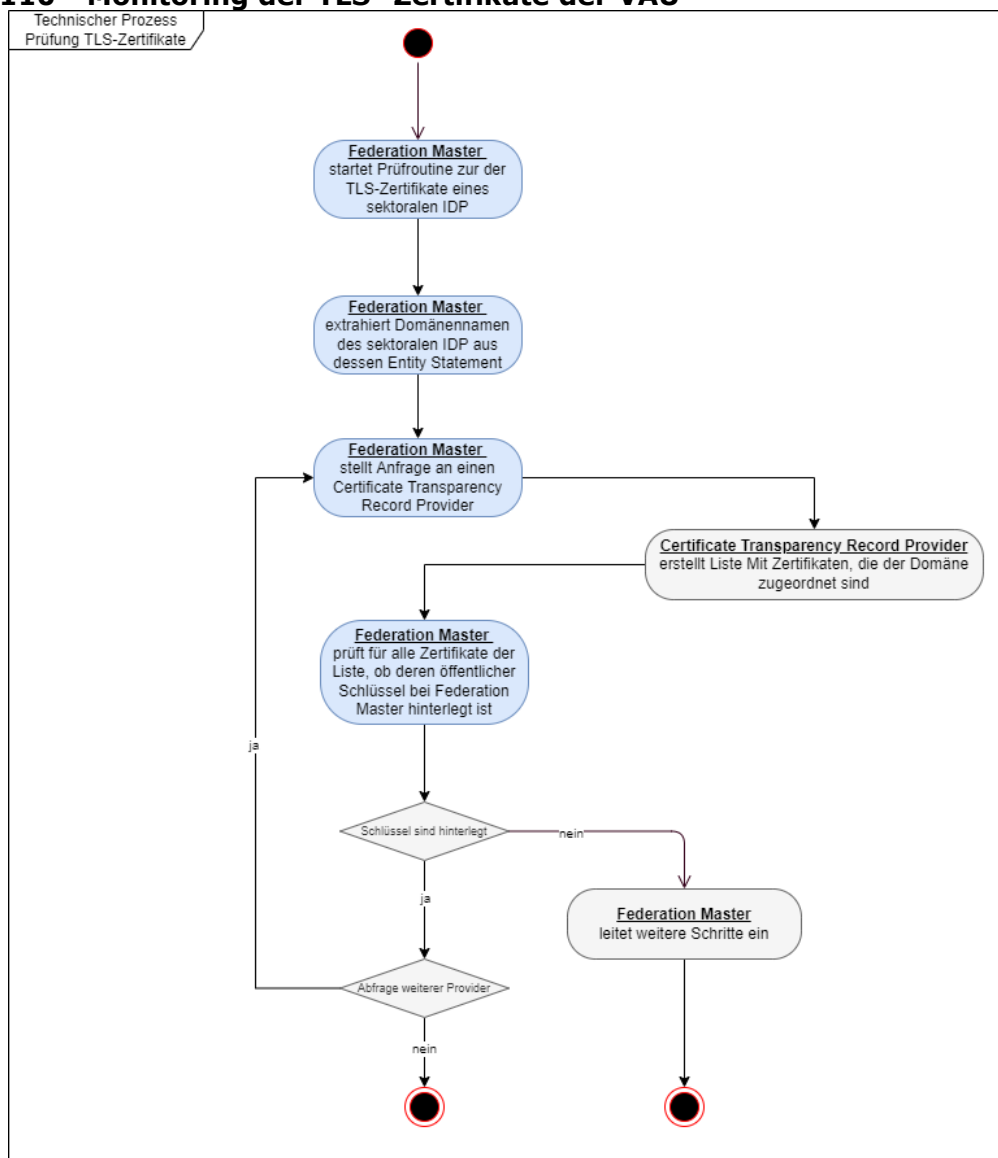 Monitoring der TLS-Zertifikate der VAU
Technischer Prozess
Prüfung TLS-Zertifikate
Federation Master
startet Prüfroutine zur der
TLS-Zertifikate eines
sektoralen IDP
Federation Master
extrahiert Domänennamen
des sektoralen IDP aus
dessen Entity Statement
Federation Master
stellt Anfrage an einen
Certificate Transparency
Record Provider
Certificate Transparency Record Provider
erstellt Liste Mit Zertifikaten, die der Domäne
zugeordnet sind
Federation Master
prüft für alle Zertifikate der
Liste, ob deren öffentlicher
Schlüssel bei Federation
Master hinterlegt ist
ja
Schlüssel sind hinterlegt
nein
ja
Federation Master
leitet weitere Schritte ein
Abfrage weiterer Provider
nein